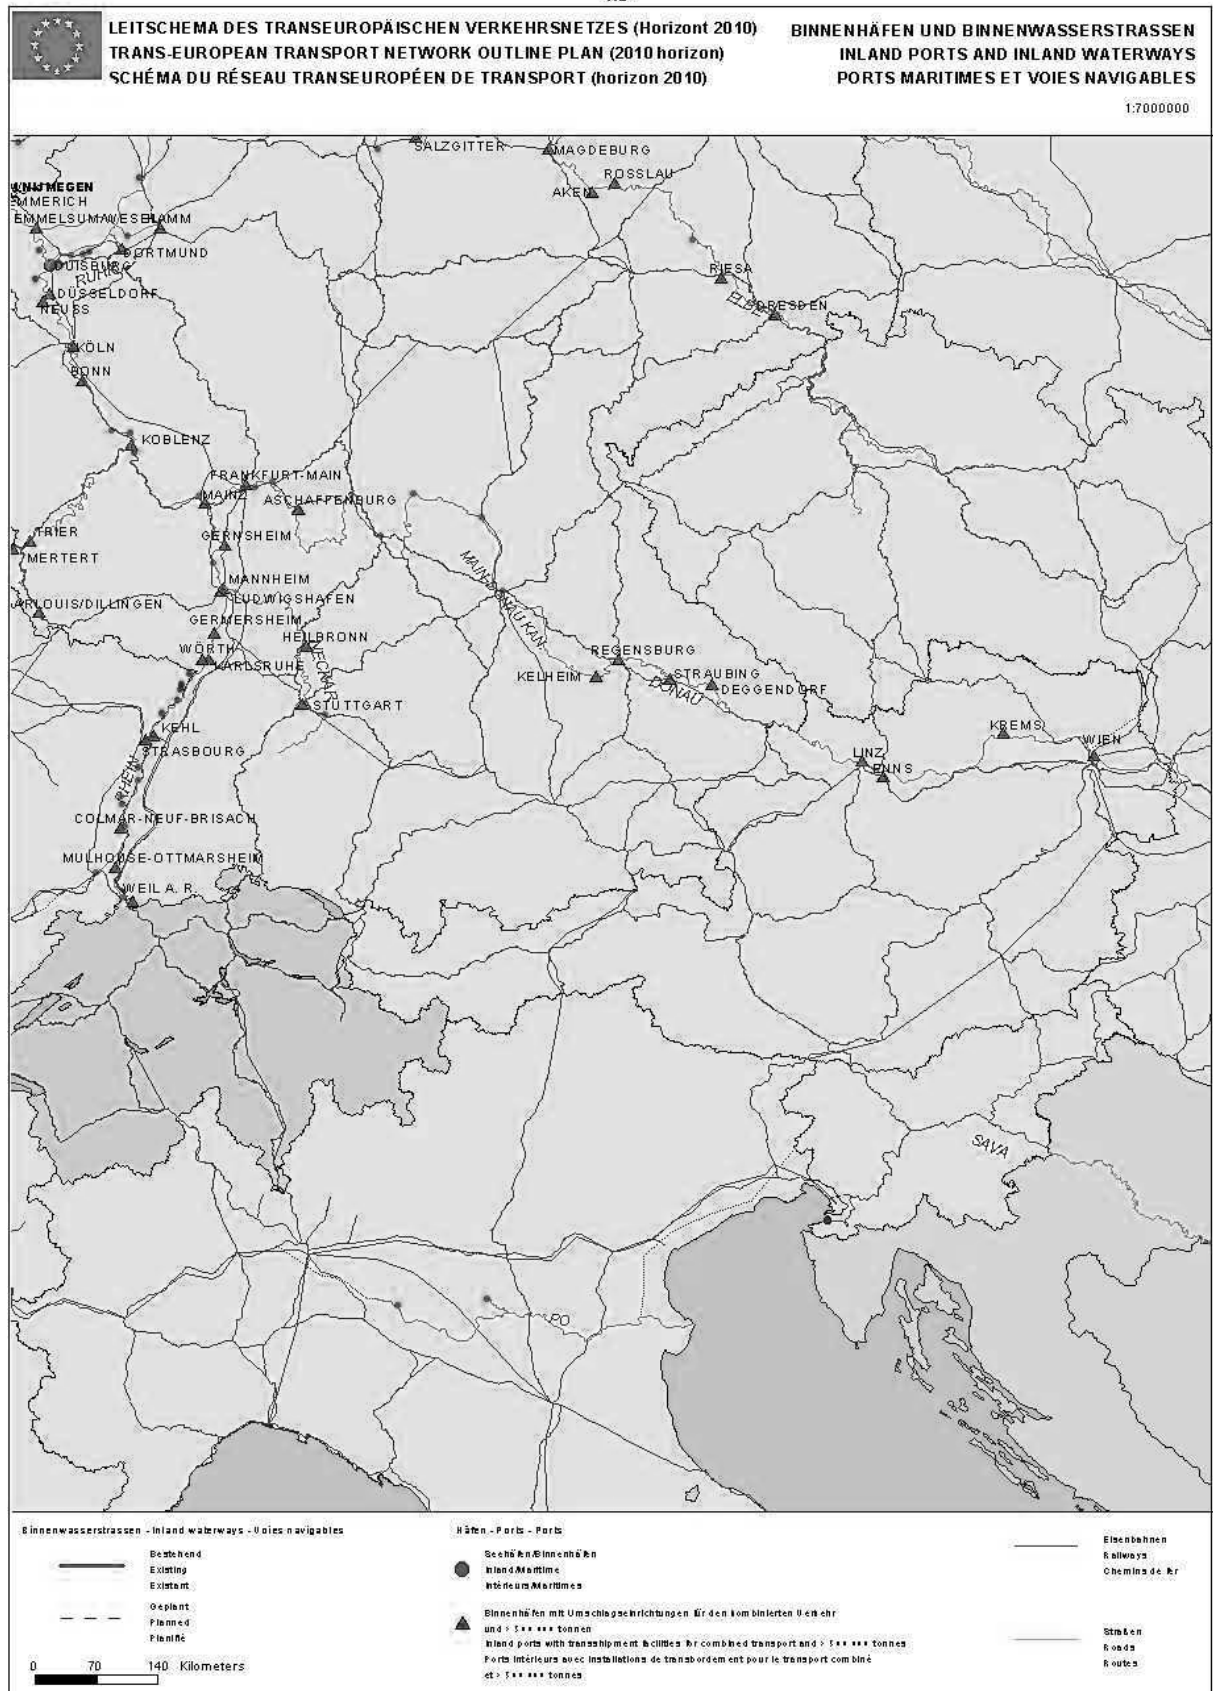 LEITSCHEMA DES TRANSEUROPÄISCHEN VERKEHRSNETZES (Horizont 2010)
TRANS-EUROPEAN TRANSPORT NETWORK OUTLINE PLAN (2010 horizon)
SCHÉMA DU RÉSEAU TRANSEUROPÉEN DE TRANSPORT (horizon 2010)
BINNENHÄFEN UND BINNENWASSERSTRASSEN
INLAND PORTS AND INLAND WATERWAYS
PORTS MARITIMES ET VOIES NAVIGABLES
1:7000000
SALZGITTER
MAGDEBURG
ROSSLAU
AKEN
DORTMUND
DUISBURG
RUHR
DÜSSELDORF
NEUSS
RIESA
ELBE
DRESDEN
KÖLN
BONN
KOBLENZ
FRANKFURT-MAIN
MAINZ
ASCHAFFENBURG
TRIER
GERNSHEIM
MERTERT
MANNHEIM
LUDWIGSHAFEN
ARLOUIS/DILLINGEN
GERMERSHEIM
HEILBRONN
MAIN-DONAU KAN.
WÖRTH
KARLSRUHE
NECKAR
REGENSBURG
KELHEIM
STRAUBING
DONAU
DEGGENDORF
STUTTGART
KEHL
STRASBOURG
RHEIN
KREMS
WIEN
LINZ
ENNS
COLMAR-NEUF-BRISACH
MULHOUSE-OTTMARSHEIM
WEIL A. R.
SAVA
PO
Binnenwasserstrassen - Inland waterways - Voies navigables
Bestehend
Existing
Existant
Geplant
Planned
Planifié
0 70 140 Kilometers
Häfen - Ports - Ports
Seehäfen/Binnenhäfen
Inland/Maritime
Intérieurs/Maritimes
Binnenhäfen mit Umschlagseinrichtungen für den kombinierten Verkehr
und > tonnen
Inland ports with transshipment facilities for combined transport and > tonnes
Ports Intérieurs avec installations de transbordement pour le transport combiné
et > tonnes
Eisenbahnen
Railways
Chemins de fer
Straßen
Roads
Routes